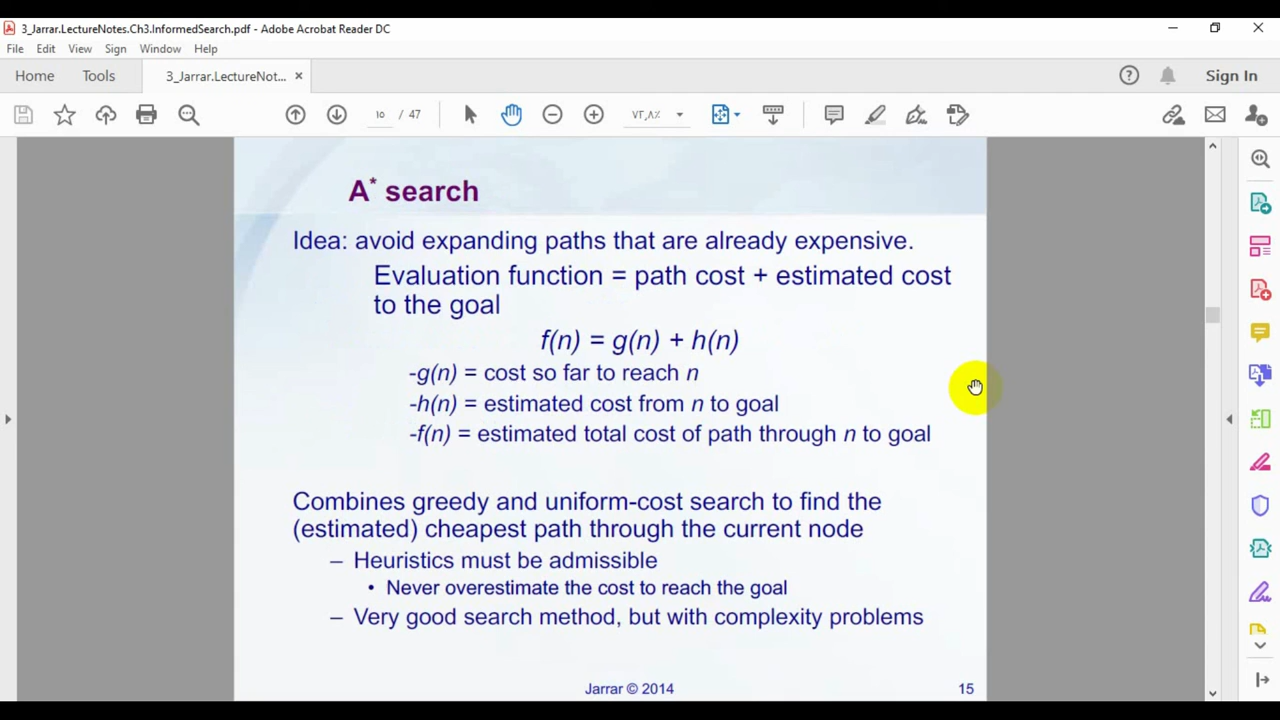 3_Jarrar.LectureNotes.Ch3.InformedSearch.pdf - Adobe Acrobat Reader DC
File Edit View Sign Window Help
Home Tools 3_Jarrar.LectureNot... × Sign In
١٥ / 47 ٧٢٫٨٪
A* search
Idea: avoid expanding paths that are already expensive.
Evaluation function = path cost + estimated cost
to the goal
f(n) = g(n) + h(n)
-g(n) = cost so far to reach n
-h(n) = estimated cost from n to goal
-f(n) = estimated total cost of path through n to goal
Combines greedy and uniform-cost search to find the
(estimated) cheapest path through the current node
– Heuristics must be admissible
• Never overestimate the cost to reach the goal
– Very good search method, but with complexity problems
Jarrar © 2014 15